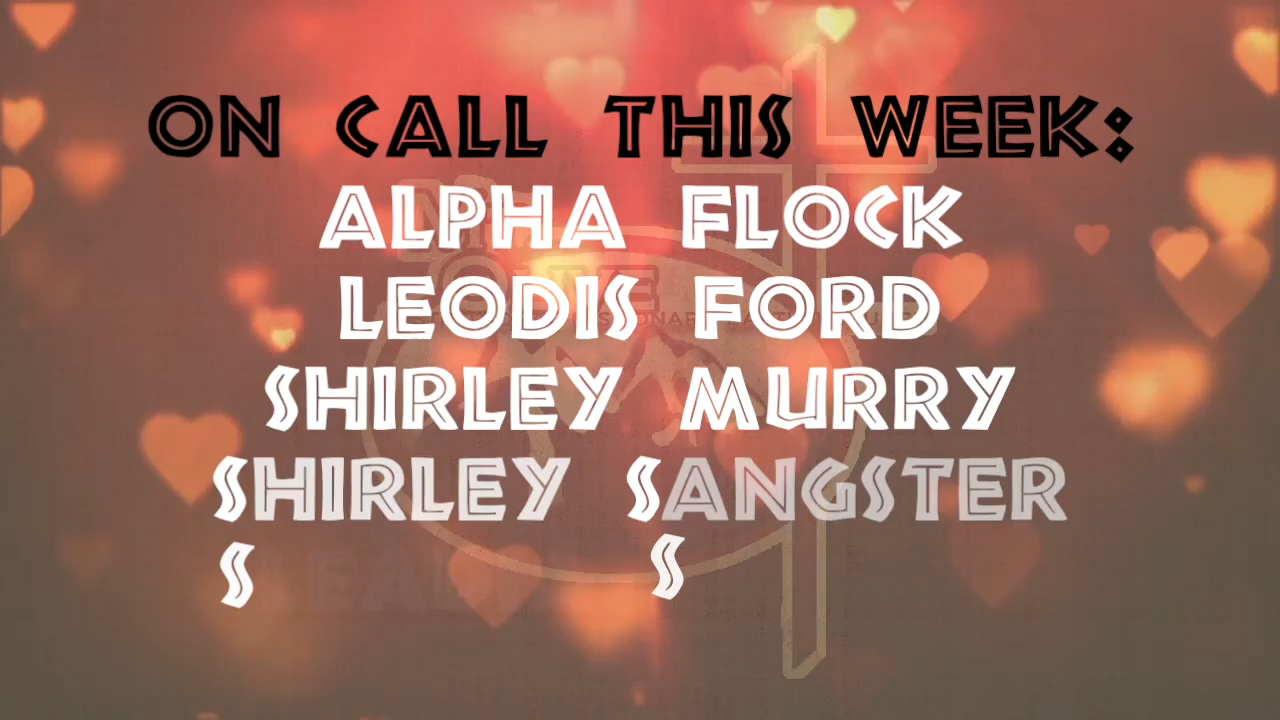 ON CALL THIS WEEK:
ALPHA FLOCK
LEODIS FORD
SHIRLEY MURRY
SHIRLEY SANGSTER
S S